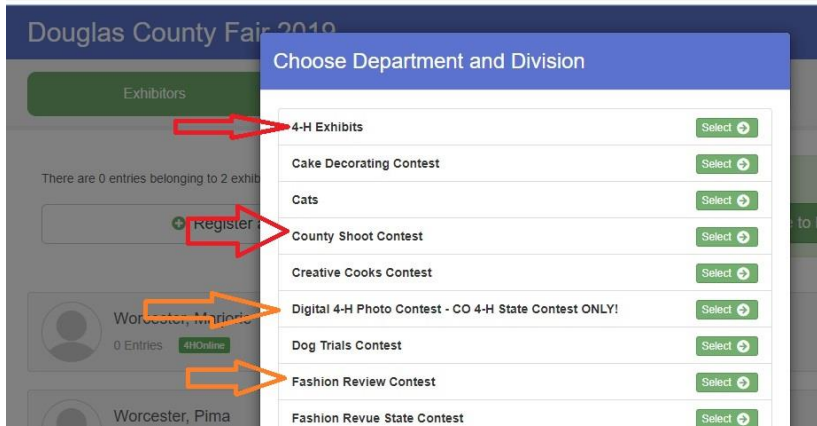 Douglas County Fair 2019
Choose Department and Division
Exhibitors
4-H Exhibits
Select
Cake Decorating Contest
Select
There are 0 entries belonging to 2
Cats
Select
Register
to
County Shoot Contest
Select
Creative Cooks Contest
Select
Digital 4-H Photo Contest - CO 4-H State Contest ONLY!
Select
Worcester, Marjorie
0 Entries 4HOnline
Dog Trials Contest
Select
Fashion Review Contest
Select
Worcester, Pima
Fashion Revue State Contest
Select